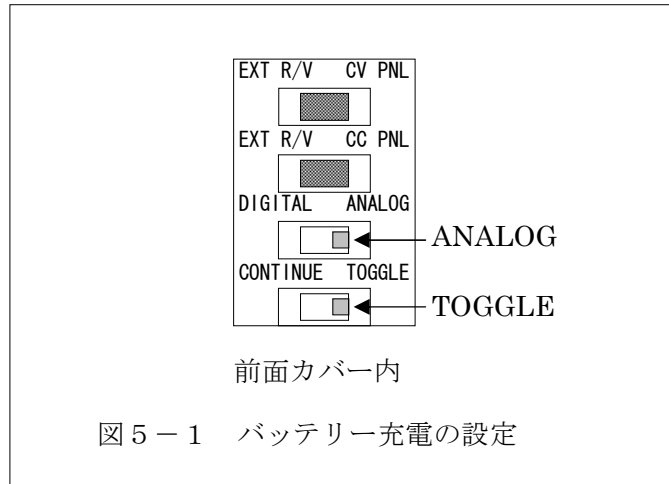 EXT R/V CV PNL
EXT R/V CC PNL
DIGITAL ANALOG
ANALOG
CONTINUE TOGGLE
TOGGLE
前面カバー内
図5-1 バッテリー充電の設定